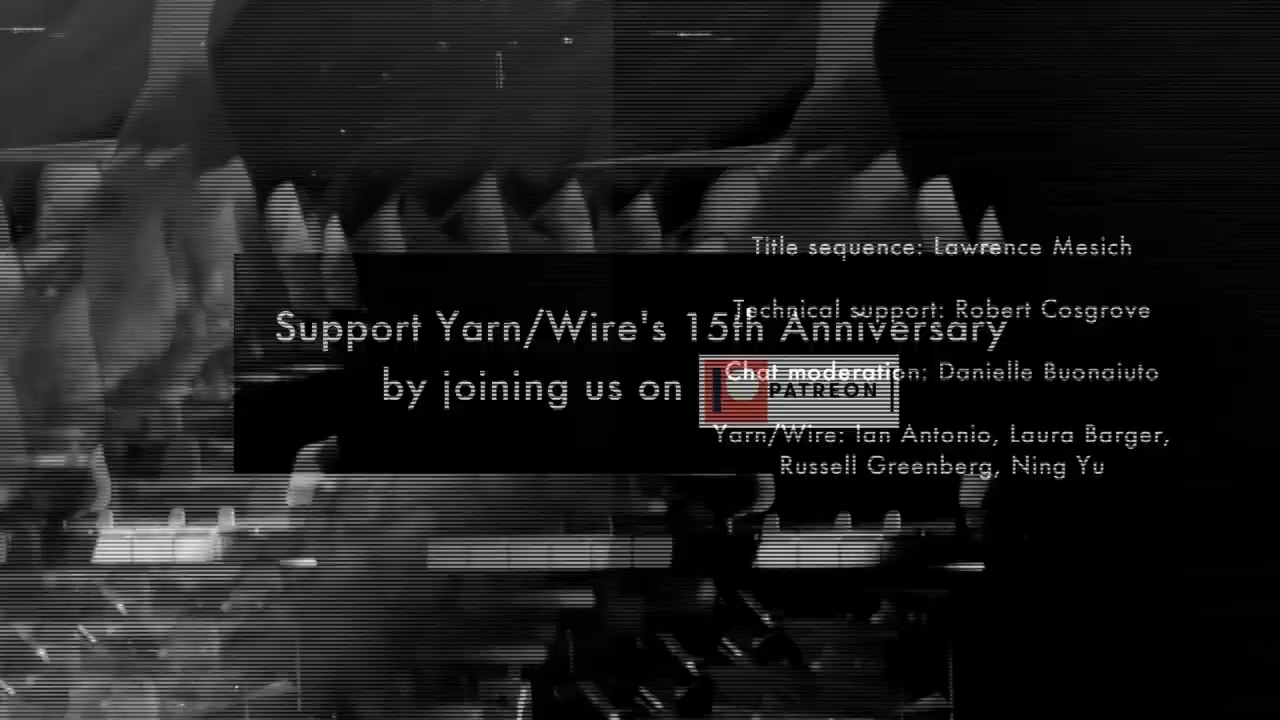 Title sequence: Lawrence Mesich
Technical support: Robert Cosgrove
Support Yarn/Wire's 15th Anniversary
Chat moderation: Danielle Buonaiuto
by joining us on PATREON
Yarn/Wire: Ian Antonio, Laura Barger,
Russell Greenberg, Ning Yu